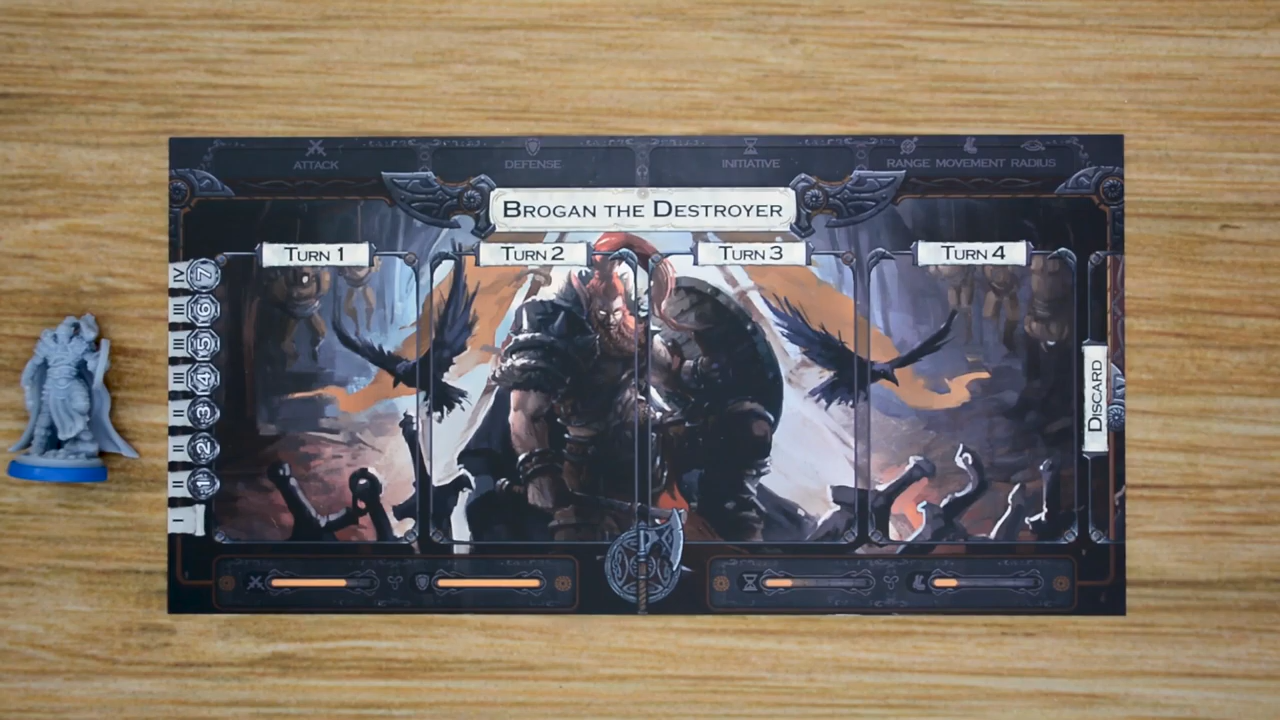 ATTACK
DEFENSE
INITIATIVE
RANGE MOVEMENT RADIUS
BROGAN THE DESTROYER
TURN 1
TURN 2
TURN 3
TURN 4
IV 7
III 6
III 5
III 4
II 3
II 2
II 1
I
DISCARD